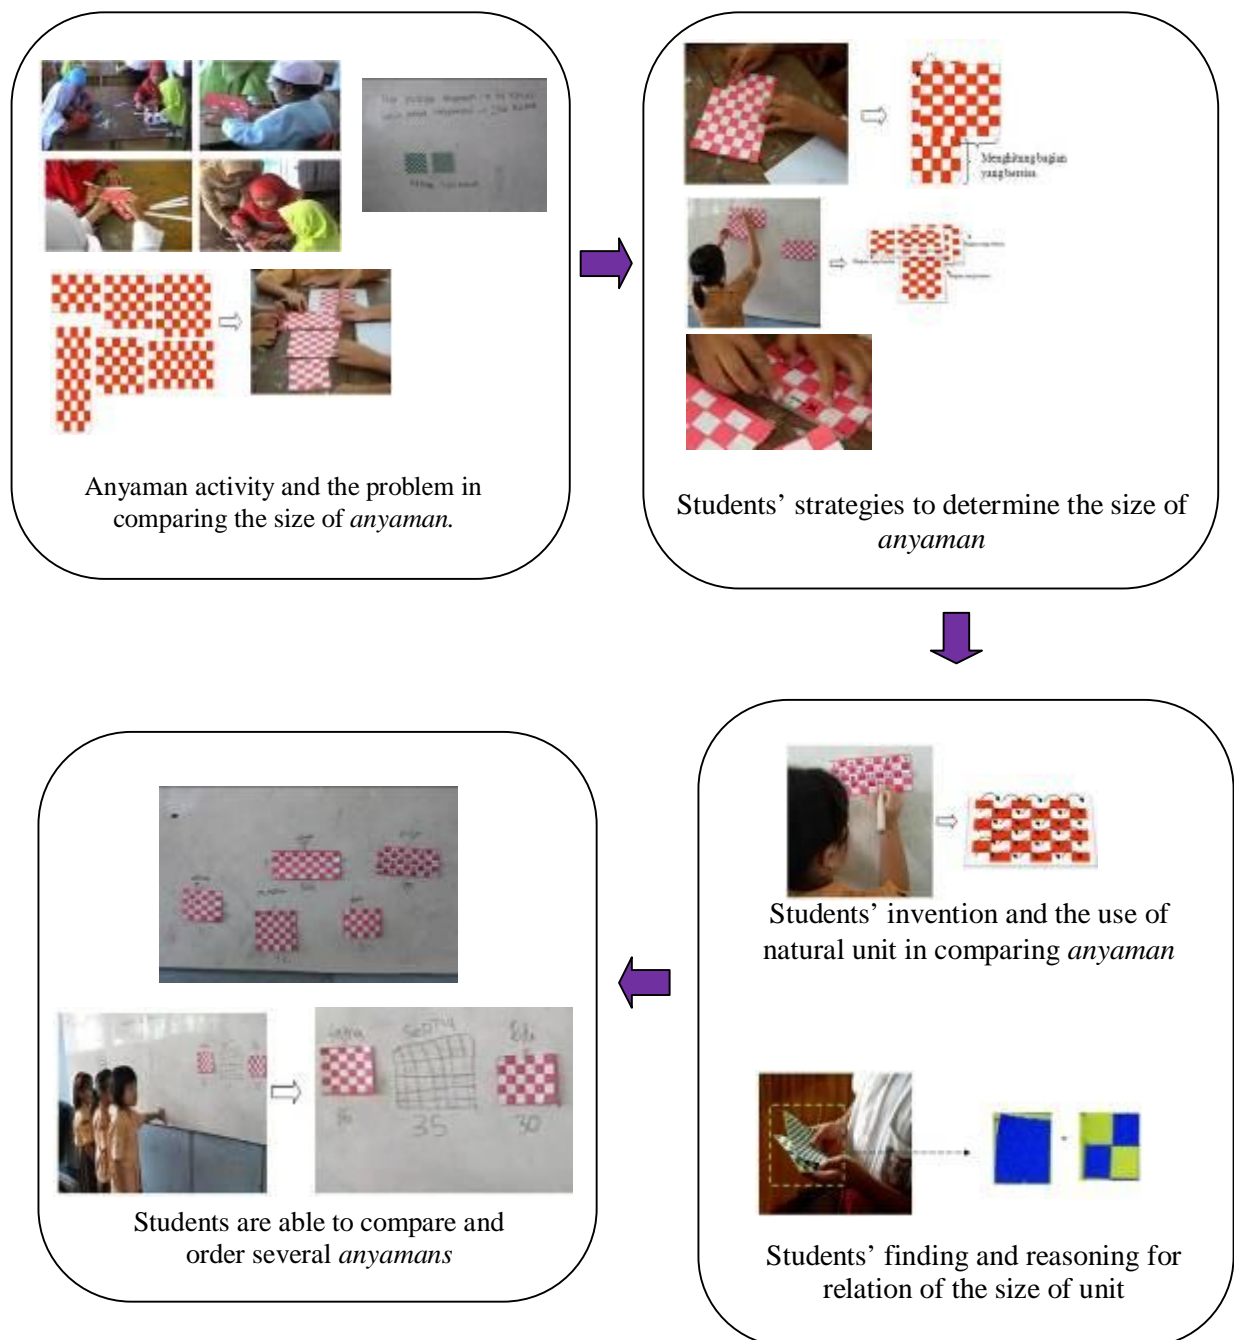 Anyaman activity and the problem in
comparing the size of anyaman.
Menghitung bagian
yang bersisa.
Students' strategies to determine the size of
anyaman
Students' invention and the use of
natural unit in comparing anyaman
Students' finding and reasoning for
relation of the size of unit
35
30
Students are able to compare and
order several anyamans